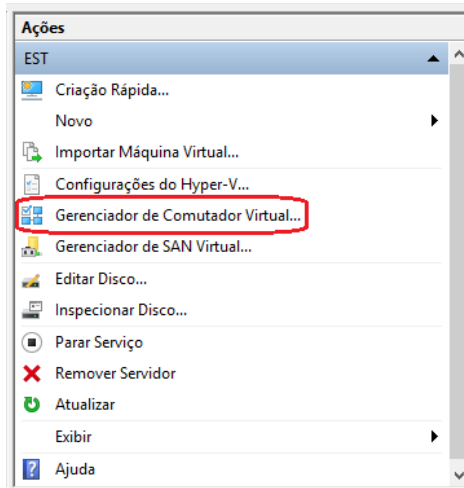 Ações
EST
Criação Rápida...
Novo
Importar Máquina Virtual...
Configurações do Hyper-V...
Gerenciador de Comutador Virtual...
Gerenciador de SAN Virtual...
Editar Disco...
Inspecionar Disco...
Parar Serviço
Remover Servidor
Atualizar
Exibir
Ajuda